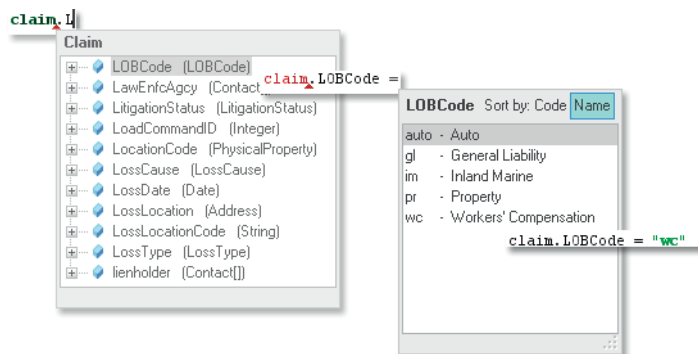 claim.L
Claim
LOBCode (LOBCode)
LawEnfcAgcy (Contact
LitigationStatus (LitigationStatus)
LoadCommandID (Integer)
LocationCode (PhysicalProperty)
LossCause (LossCause)
LossDate (Date)
LossLocation (Address)
LossLocationCode (String)
LossType (LossType)
lienholder (Contact[])
claim.LOBCode =
LOBCode Sort by: Code Name
auto - Auto
gl - General Liability
im - Inland Marine
pr - Property
wc - Workers' Compensation
claim.LOBCode = "wc"